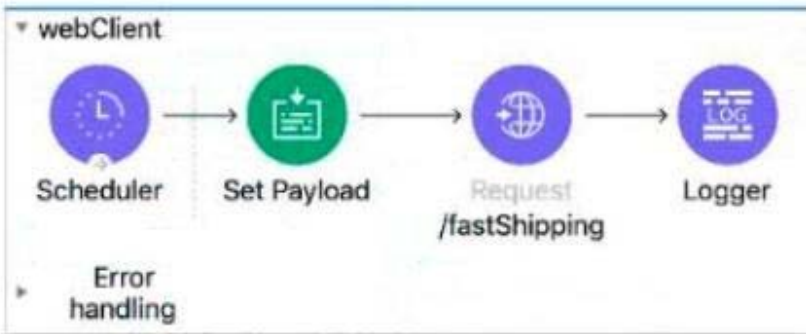 webClient
LOG
Scheduler
Set Payload
Request
Logger
/fastShipping
Error
handling